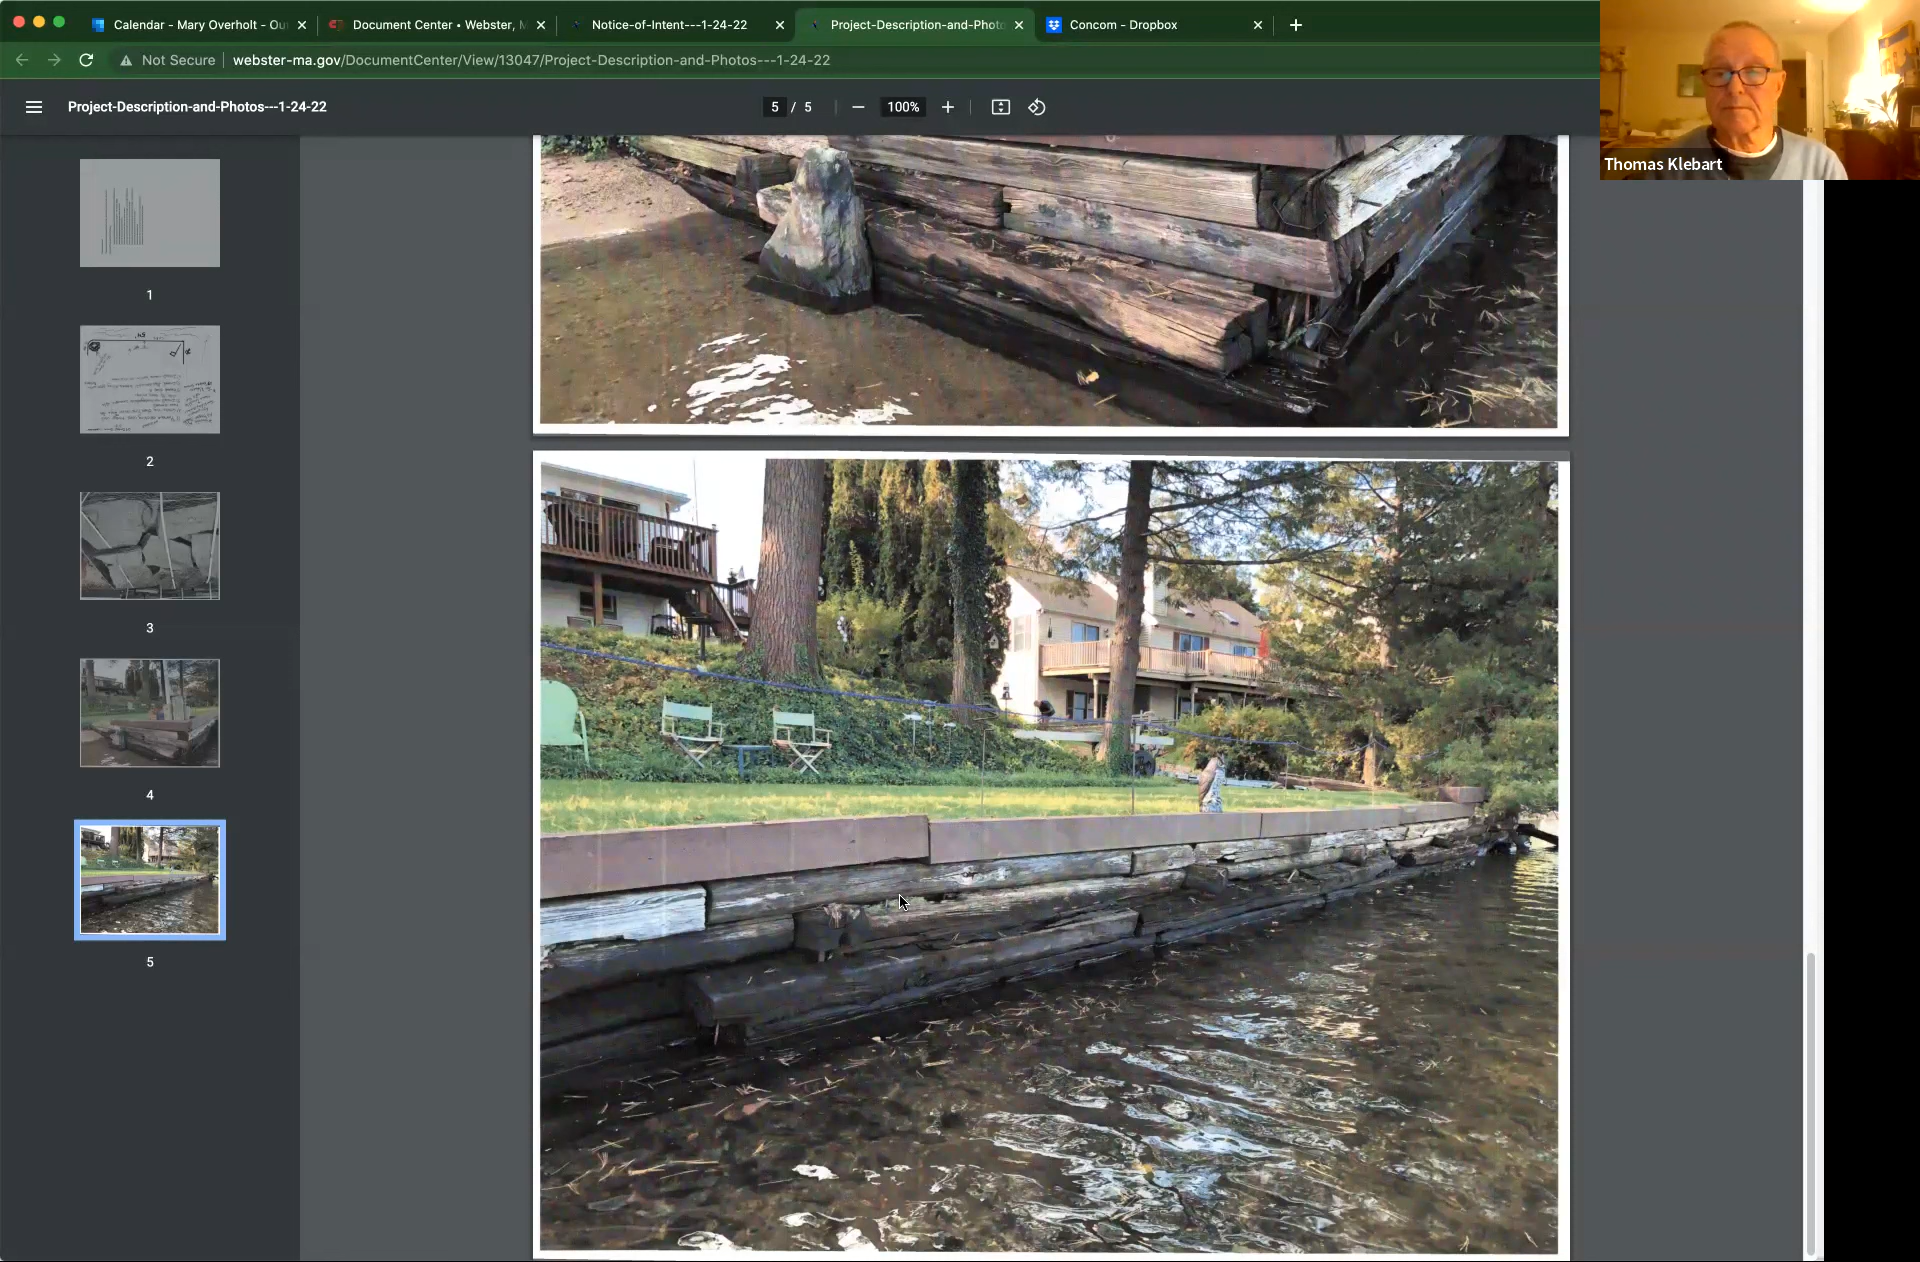 Calendar - Mary Overholt - Ou
Document Center • Webster, M
Notice-of-Intent---1-24-22
Project-Description-and-Photo
Concom - Dropbox
Not Secure
webster-ma.gov/DocumentCenter/View/13047/Project-Description-and-Photos---1-24-22
Project-Description-and-Photos---1-24-22
5 / 5
100%
Thomas Klebart
1
2
3
4
5